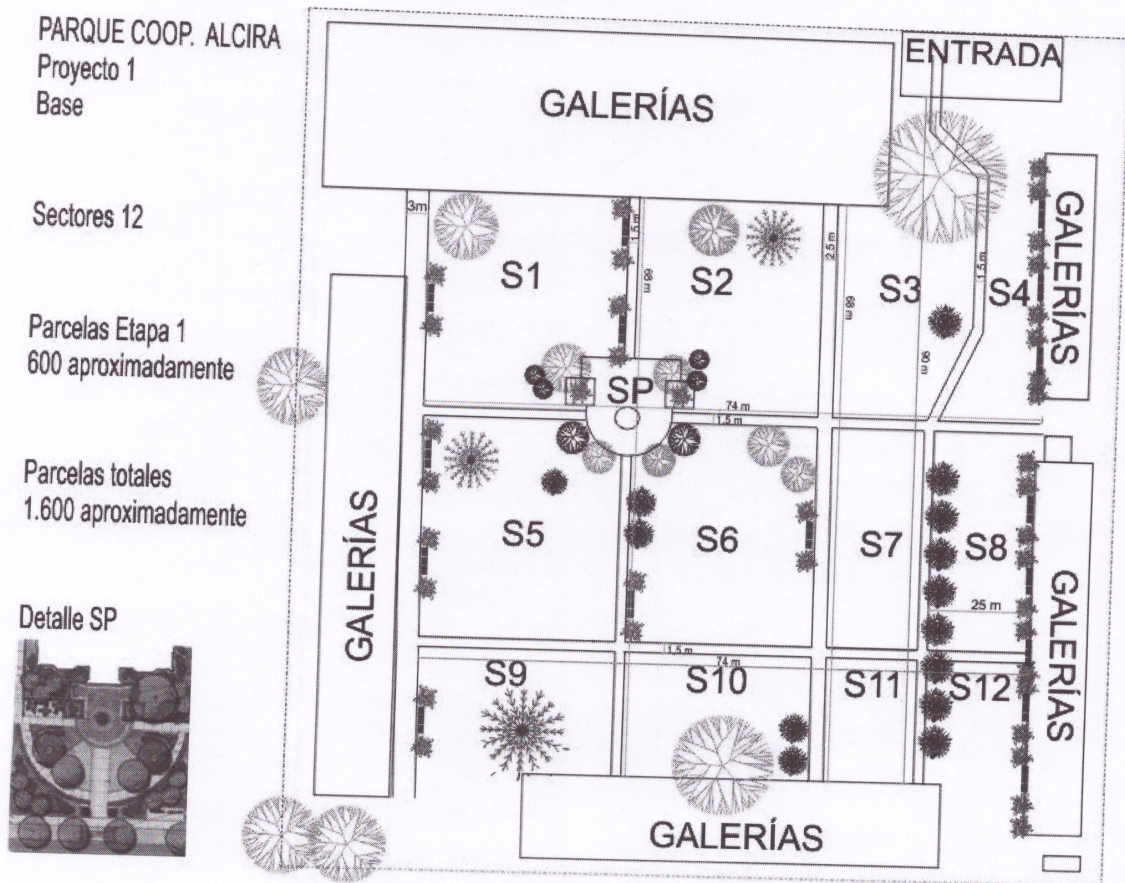 PARQUE COOP. ALCIRA
Proyecto 1
Base
Sectores 12
Parcelas Etapa 1
600 aproximadamente
Parcelas totales
1.600 aproximadamente
Detalle SP
GALERÍAS
ENTRADA
3m
S1
1.5 m
68 m
S2
2.5 m
68 m
S3
90 m
1.5 m
S4
GALERÍAS
SP
74 m
1,5 m
GALERÍAS
S5
S6
S7
S8
25 m
GALERÍAS
1,5 m
74 m
S9
S10
S11
S12
GALERÍAS